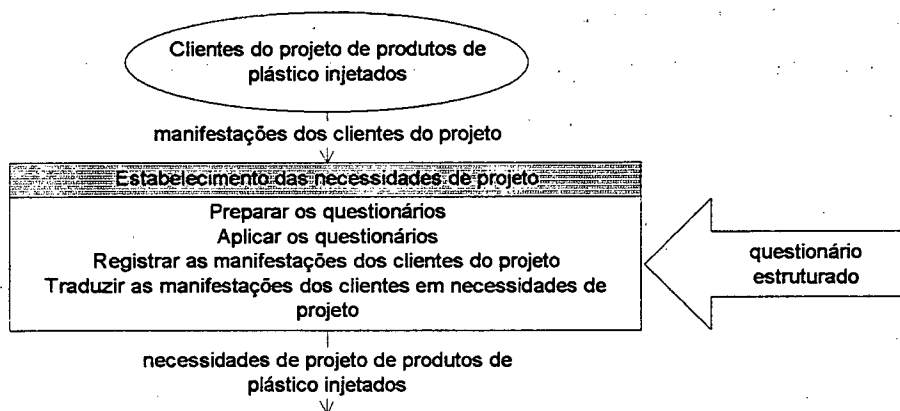 Clientes do projeto de produtos de
plástico injetados
manifestações dos clientes do projeto
Estabelecimento das necessidades de projeto
Preparar os questionários
Aplicar os questionários
Registrar as manifestações dos clientes do projeto
Traduzir as manifestações dos clientes em necessidades de
projeto
questionário
estruturado
necessidades de projeto de produtos de
plástico injetados